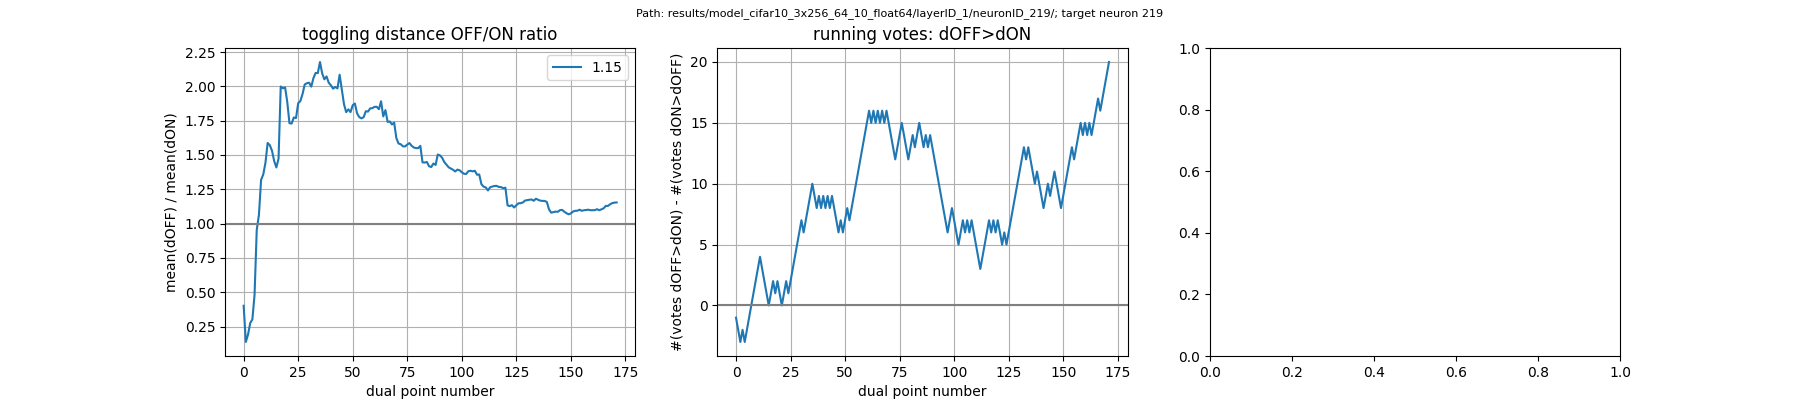 Path: results/model_cifar10_3x256_64_10_float64/layerID_1/neuronID_219/; target neuron 219
toggling distance OFF/ON ratio
mean(dOFF) / mean(dON)
2.25
2.00
1.75
1.50
1.25
1.00
0.75
0.50
0.25
1.15
0 25 50 75 100 125 150 175
dual point number
running votes: dOFF>dON
#(votes dOFF>dON) - #(votes dON>dOFF)
20
15
10
5
0
0 25 50 75 100 125 150 175
dual point number
1.0
0.8
0.6
0.4
0.2
0.0
0.0 0.2 0.4 0.6 0.8 1.0